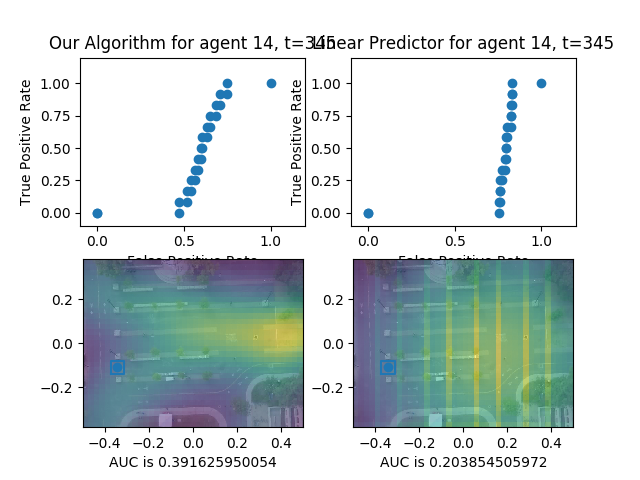 Our Algorithm for agent 14, t=345
Linear Predictor for agent 14, t=345
True Positive Rate
1.00
0.75
0.50
0.25
0.00
0.0 0.5 1.0
False Positive Rate
True Positive Rate
1.00
0.75
0.50
0.25
0.00
0.0 0.5 1.0
False Positive Rate
0.2
0.0
−0.2
−0.4 −0.2 0.0 0.2 0.4
AUC is 0.391625950054
0.2
0.0
−0.2
−0.4 −0.2 0.0 0.2 0.4
AUC is 0.203854505972